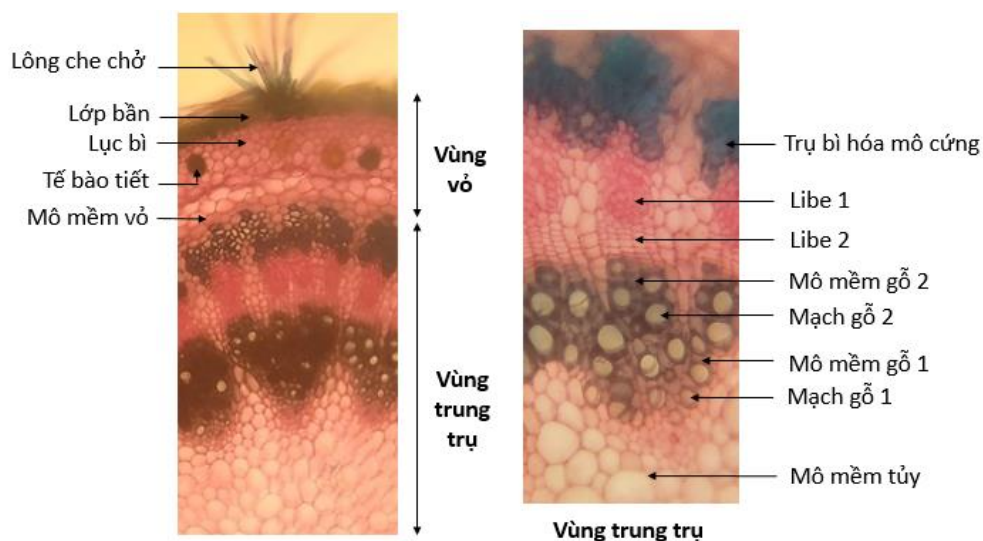 Lông che chở
Lớp bần
Lục bì
Tế bào tiết
Mô mềm vỏ
Vùng
vỏ
Vùng
trung
trụ
Trụ bì hóa mô cứng
Libe 1
Libe 2
Mô mềm gỗ 2
Mạch gỗ 2
Mô mềm gỗ 1
Mạch gỗ 1
Mô mềm tủy
Vùng trung trụ